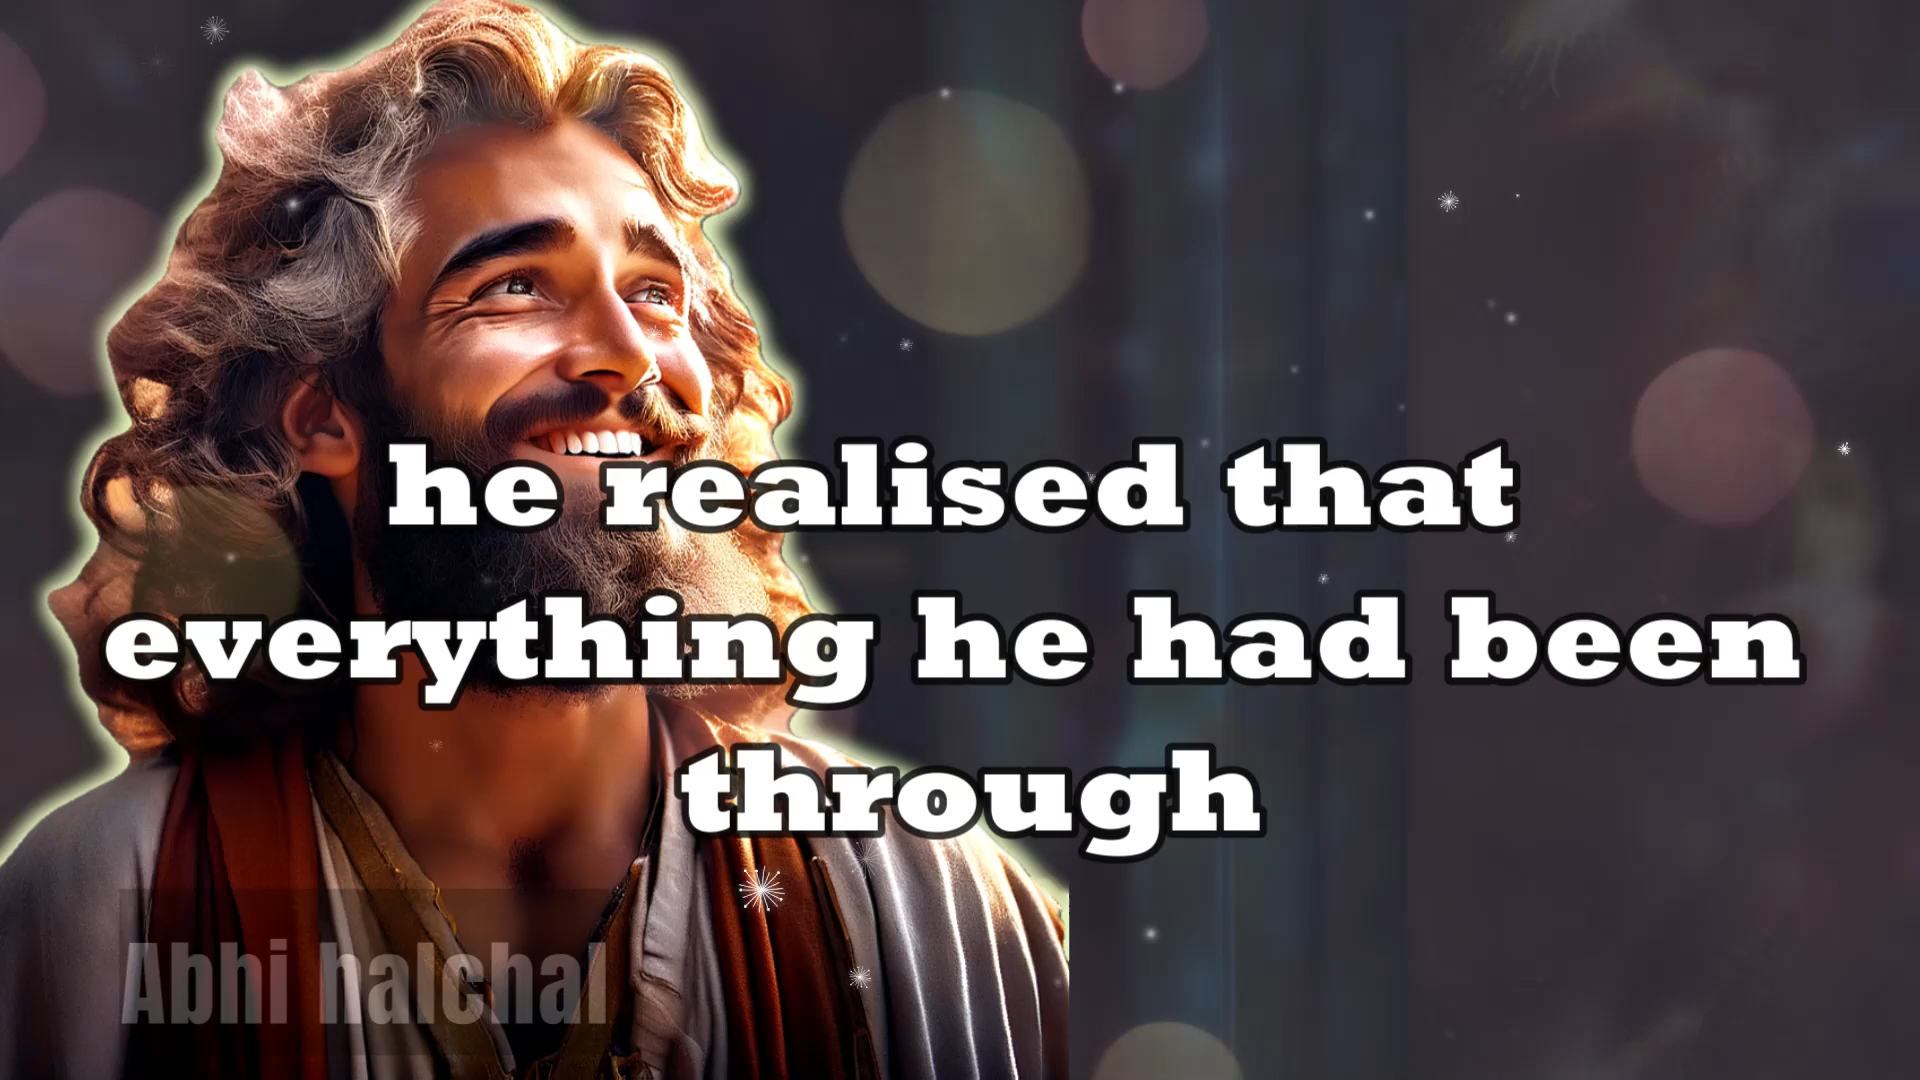 he realised that
everything he had been
through
Abhi halchal